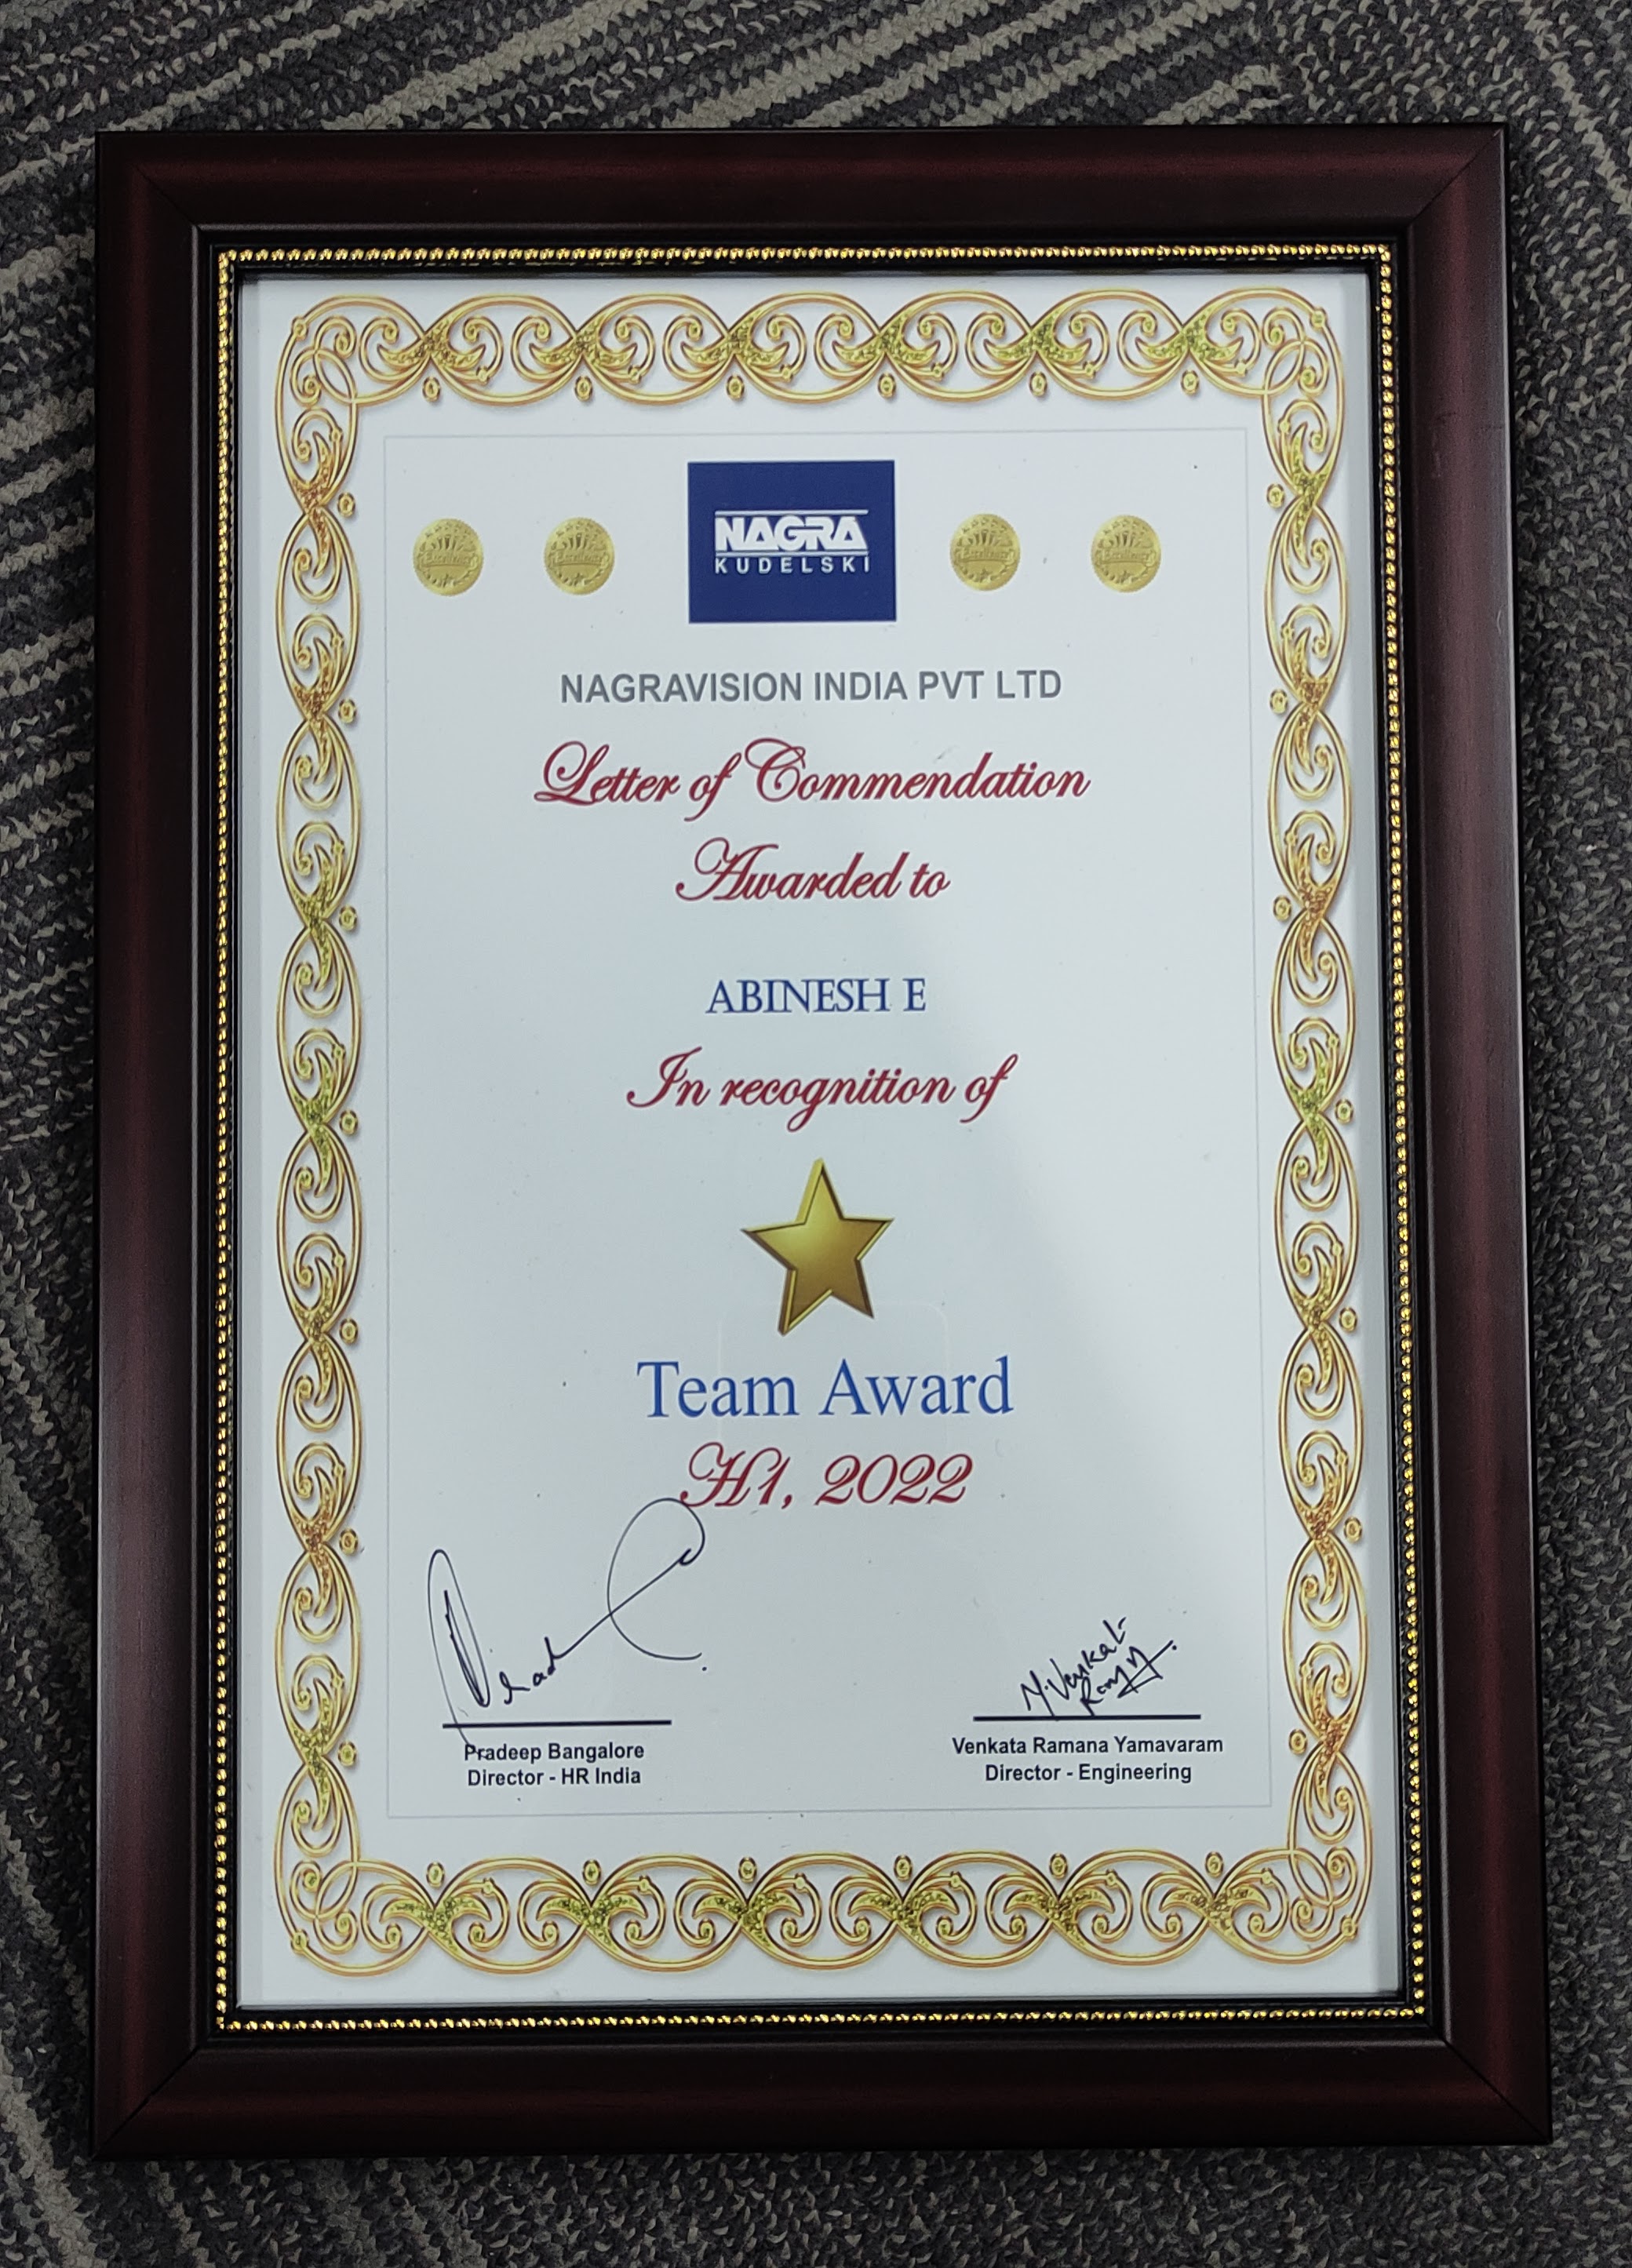 NAGRA
KUDELSKI
NAGRAVISION INDIA PVT LTD
Letter of Commendation
Awarded to
ABINESH E
In recognition of
Team Award
H1, 2022
Y. Venkat
Pradeep Bangalore
Director - HR India
Venkata Ramana Yamavaram
Director - Engineering